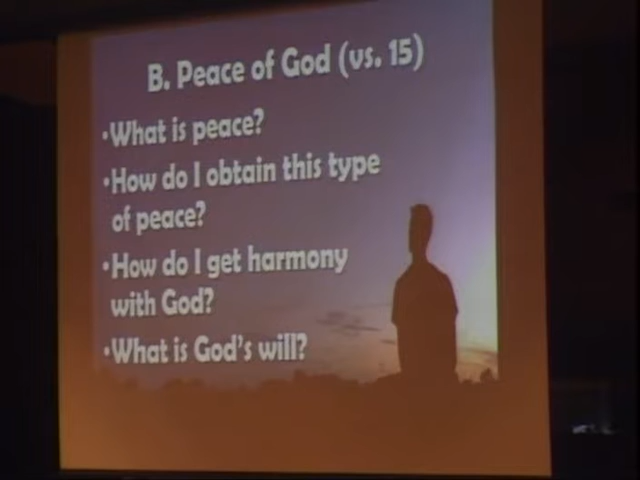 B. Peace of God (vs. 15)
•What is peace?
•How do I obtain this type
of peace?
•How do I get harmony
with God?
•What is God's will?